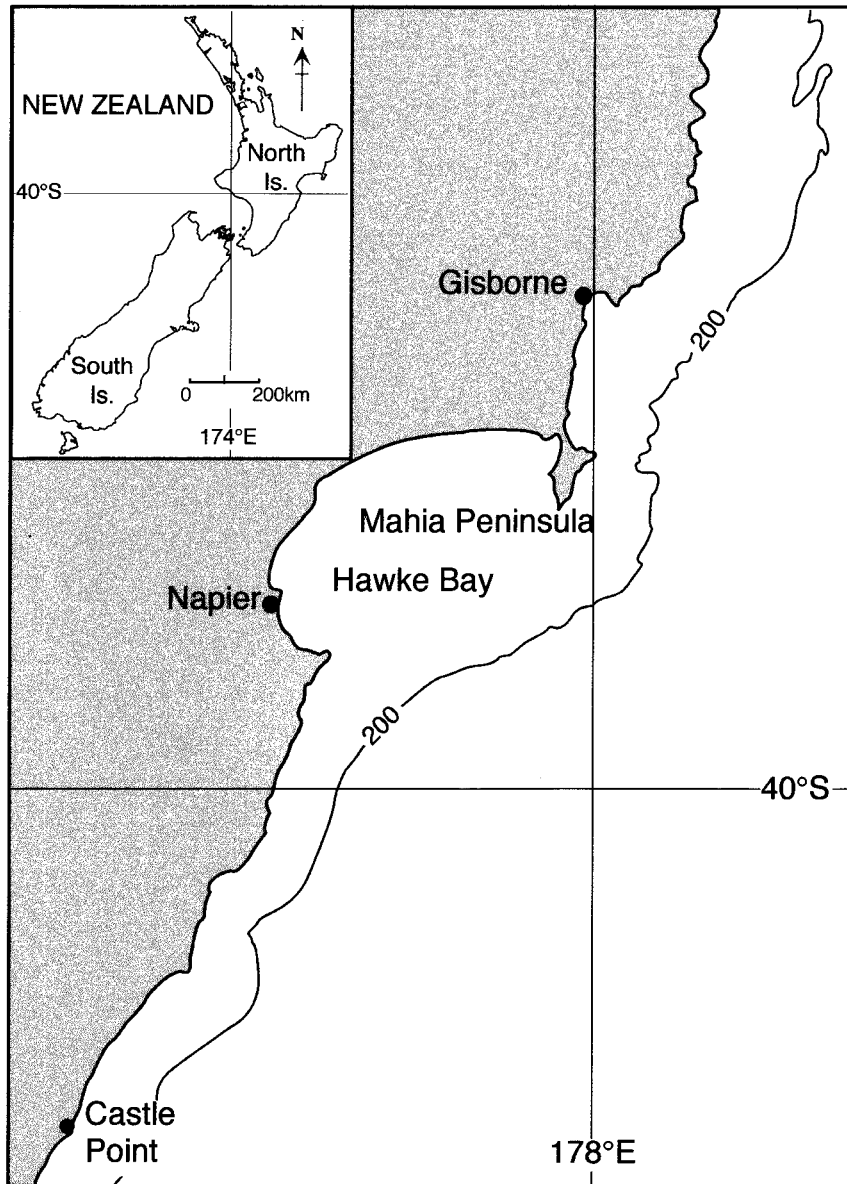 N
NEW ZEALAND
North
Is.
40°S
South
Is.
0 200km
174°E
Gisborne
200
Mahia Peninsula
Hawke Bay
Napier
200
40°S
Castle
Point
178°E